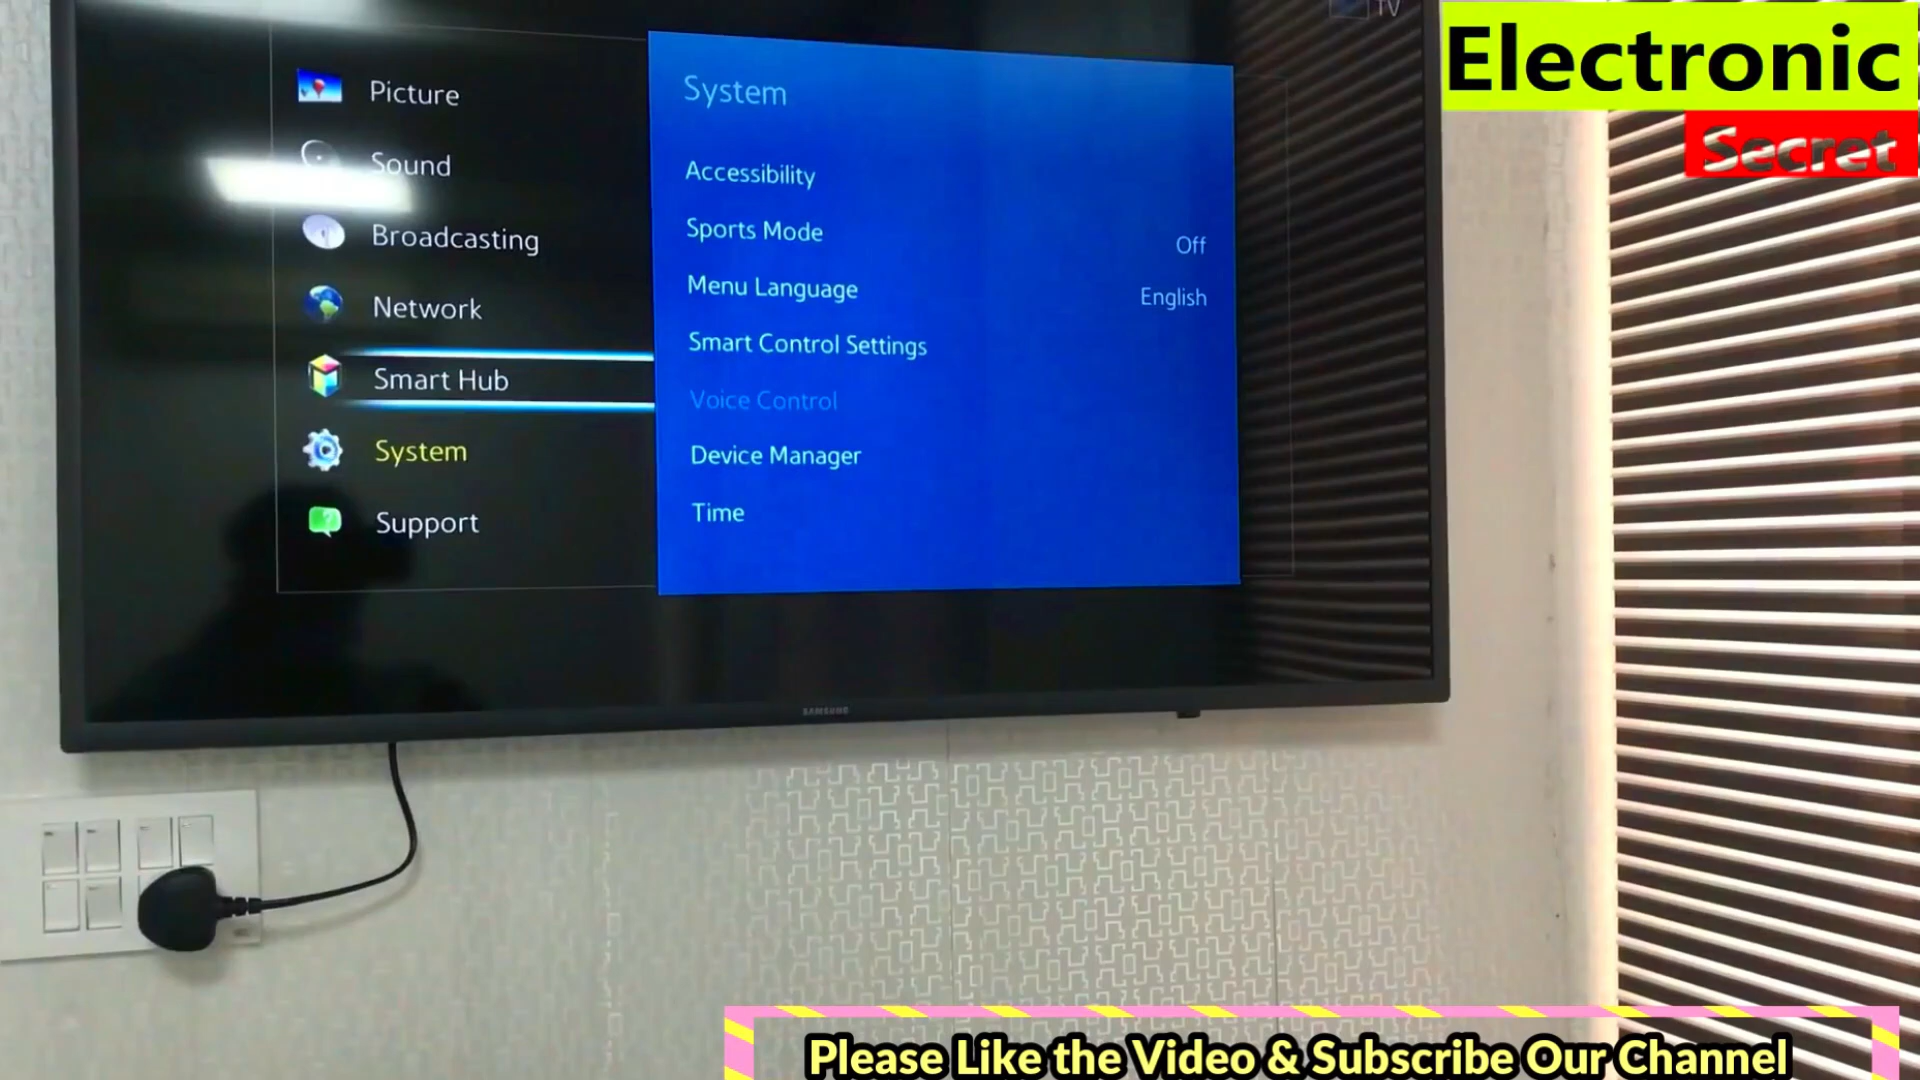 TV
Electronic
Secret
Picture
Sound
Broadcasting
Network
Smart Hub
System
Support
System
Accessibility
Sports Mode Off
Menu Language English
Smart Control Settings
Voice Control
Device Manager
Time
SAMSUNG
Please Like the Video & Subscribe Our Channel